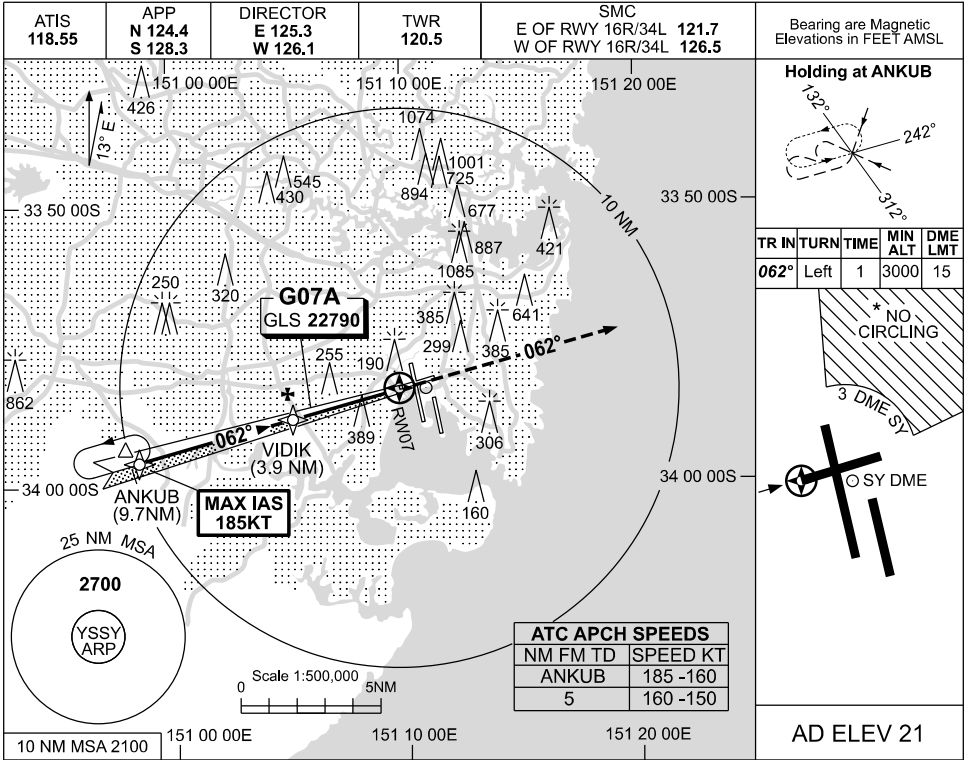 ATIS
118.55
APP
N 124.4
S 128.3
DIRECTOR
E 125.3
W 126.1
TWR
120.5
SMC
E OF RWY 16R/34L 121.7
W OF RWY 16R/34L 126.5
Bearing are Magnetic
Elevations in FEET AMSL
151 00 00E
151 10 00E
151 20 00E
426
13° E
1074
1001
725
894
545
430
677
10 NM
33 50 00S
33 50 00S
887
421
1085
320
250
G07A
GLS 22790
385
641
299
385
255
190
062°
862
062°
VIDIK
(3.9 NM)
389
RW07
306
34 00 00S
34 00 00S
ANKUB
(9.7NM)
MAX IAS
185KT
160
25 NM MSA
2700
YSSY
ARP
Scale 1:500,000
0
5NM
ATC APCH SPEEDS
NM FM TD SPEED KT
ANKUB 185 -160
5 160 -150
10 NM MSA 2100
151 00 00E
151 10 00E
151 20 00E
Holding at ANKUB
132°
242°
312°
TR IN TURN TIME MIN ALT DME LMT
062° Left 1 3000 15
* NO
CIRCLING
3 DME SY
SY DME
AD ELEV 21